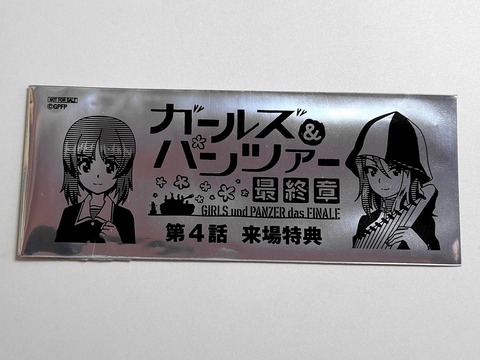 NOT FOR SALE
©GPFP
ガールズ&
パンツァー
最終章
GIRLS und PANZER das FINALE
第4話 来場特典